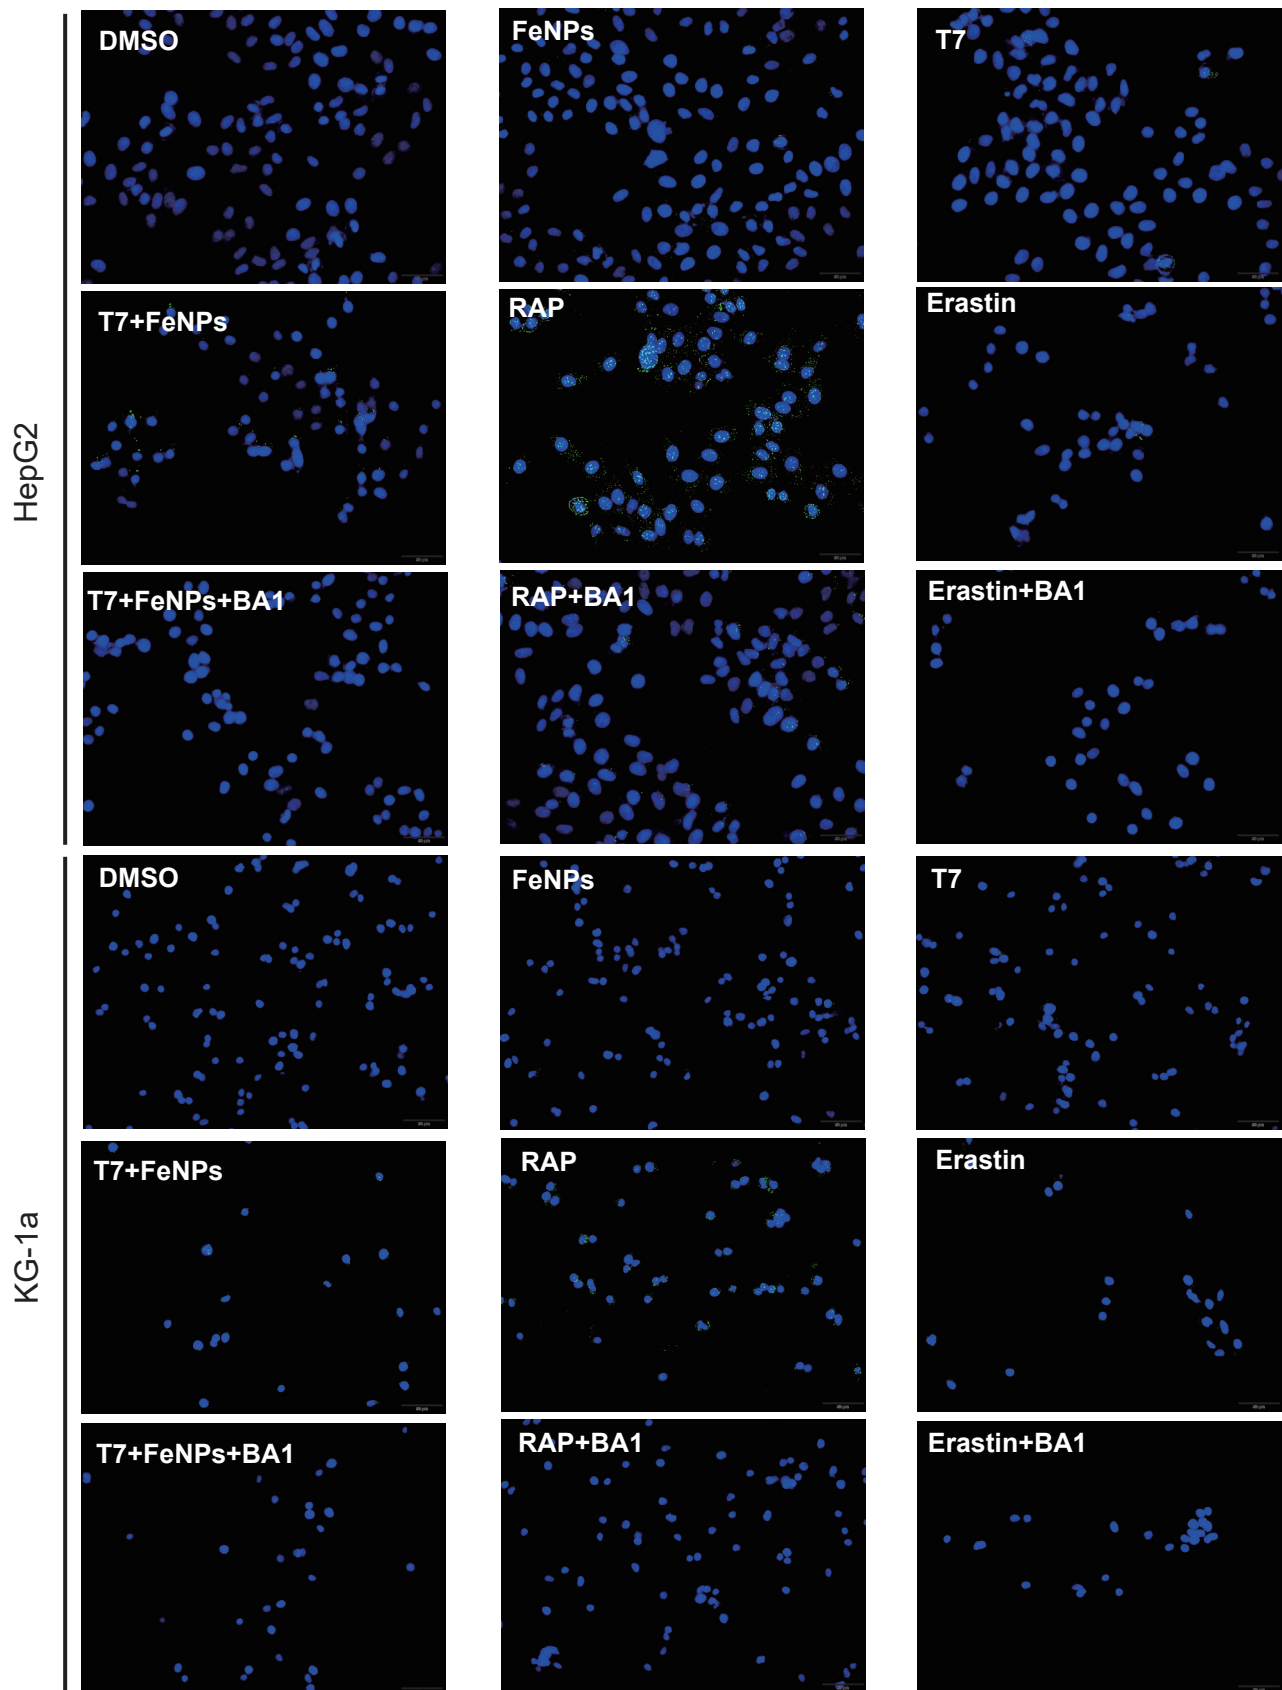 HepG2
DMSO
FeNPs
T7
T7+FeNPs
RAP
Erastin
T7+FeNPs+BA1
RAP+BA1
Erastin+BA1
KG-1a
DMSO
FeNPs
T7
T7+FeNPs
RAP
Erastin
T7+FeNPs+BA1
RAP+BA1
Erastin+BA1